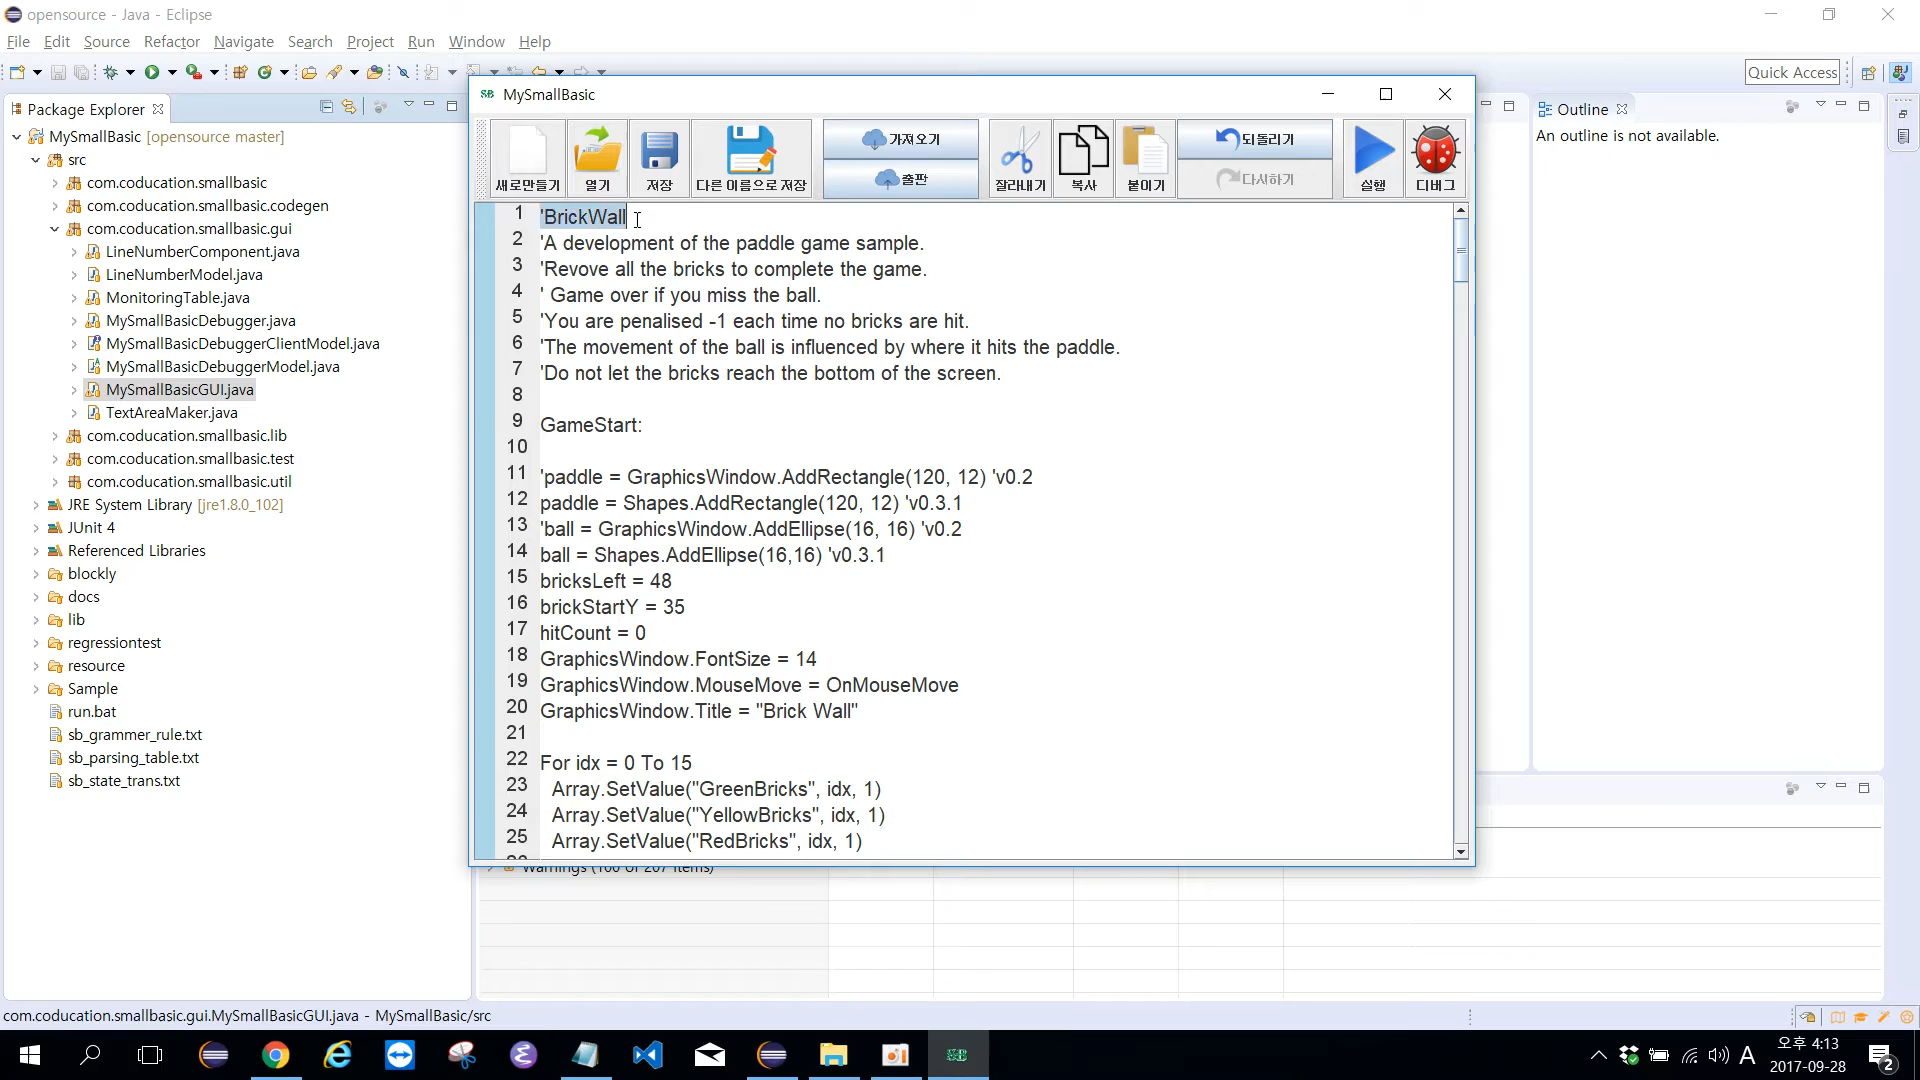 opensource - Java - Eclipse
File Edit Source Refactor Navigate Search Project Run Window Help
Quick Access
Package Explorer
MySmallBasic [opensource master]
src
com.coducation.smallbasic
com.coducation.smallbasic.codegen
com.coducation.smallbasic.gui
LineNumberComponent.java
LineNumberModel.java
MonitoringTable.java
MySmallBasicDebugger.java
MySmallBasicDebuggerClientModel.java
MySmallBasicDebuggerModel.java
MySmallBasicGUI.java
TextAreaMaker.java
com.coducation.smallbasic.lib
com.coducation.smallbasic.test
com.coducation.smallbasic.util
JRE System Library [jre1.8.0_102]
JUnit 4
Referenced Libraries
blockly
docs
lib
regressiontest
resource
Sample
run.bat
sb_grammer_rule.txt
sb_parsing_table.txt
sb_state_trans.txt
SB MySmallBasic
새로만들기 열기 저장 다른 이름으로 저장 가져오기 출판 잘라내기 복사 붙이기 되돌리기 다시하기 실행 디버그
1 'BrickWall
2 'A development of the paddle game sample.
3 'Revove all the bricks to complete the game.
4 ' Game over if you miss the ball.
5 'You are penalised -1 each time no bricks are hit.
6 'The movement of the ball is influenced by where it hits the paddle.
7 'Do not let the bricks reach the bottom of the screen.
8
9 GameStart:
10
11 'paddle = GraphicsWindow.AddRectangle(120, 12) 'v0.2
12 paddle = Shapes.AddRectangle(120, 12) 'v0.3.1
13 'ball = GraphicsWindow.AddEllipse(16, 16) 'v0.2
14 ball = Shapes.AddEllipse(16,16) 'v0.3.1
15 bricksLeft = 48
16 brickStartY = 35
17 hitCount = 0
18 GraphicsWindow.FontSize = 14
19 GraphicsWindow.MouseMove = OnMouseMove
20 GraphicsWindow.Title = "Brick Wall"
21
22 For idx = 0 To 15
23 Array.SetValue("GreenBricks", idx, 1)
24 Array.SetValue("YellowBricks", idx, 1)
25 Array.SetValue("RedBricks", idx, 1)
Outline
An outline is not available.
Warnings (100 of 207 items)
com.coducation.smallbasic.gui.MySmallBasicGUI.java - MySmallBasic/src
SB
A
오후 4:13
2017-09-28
2